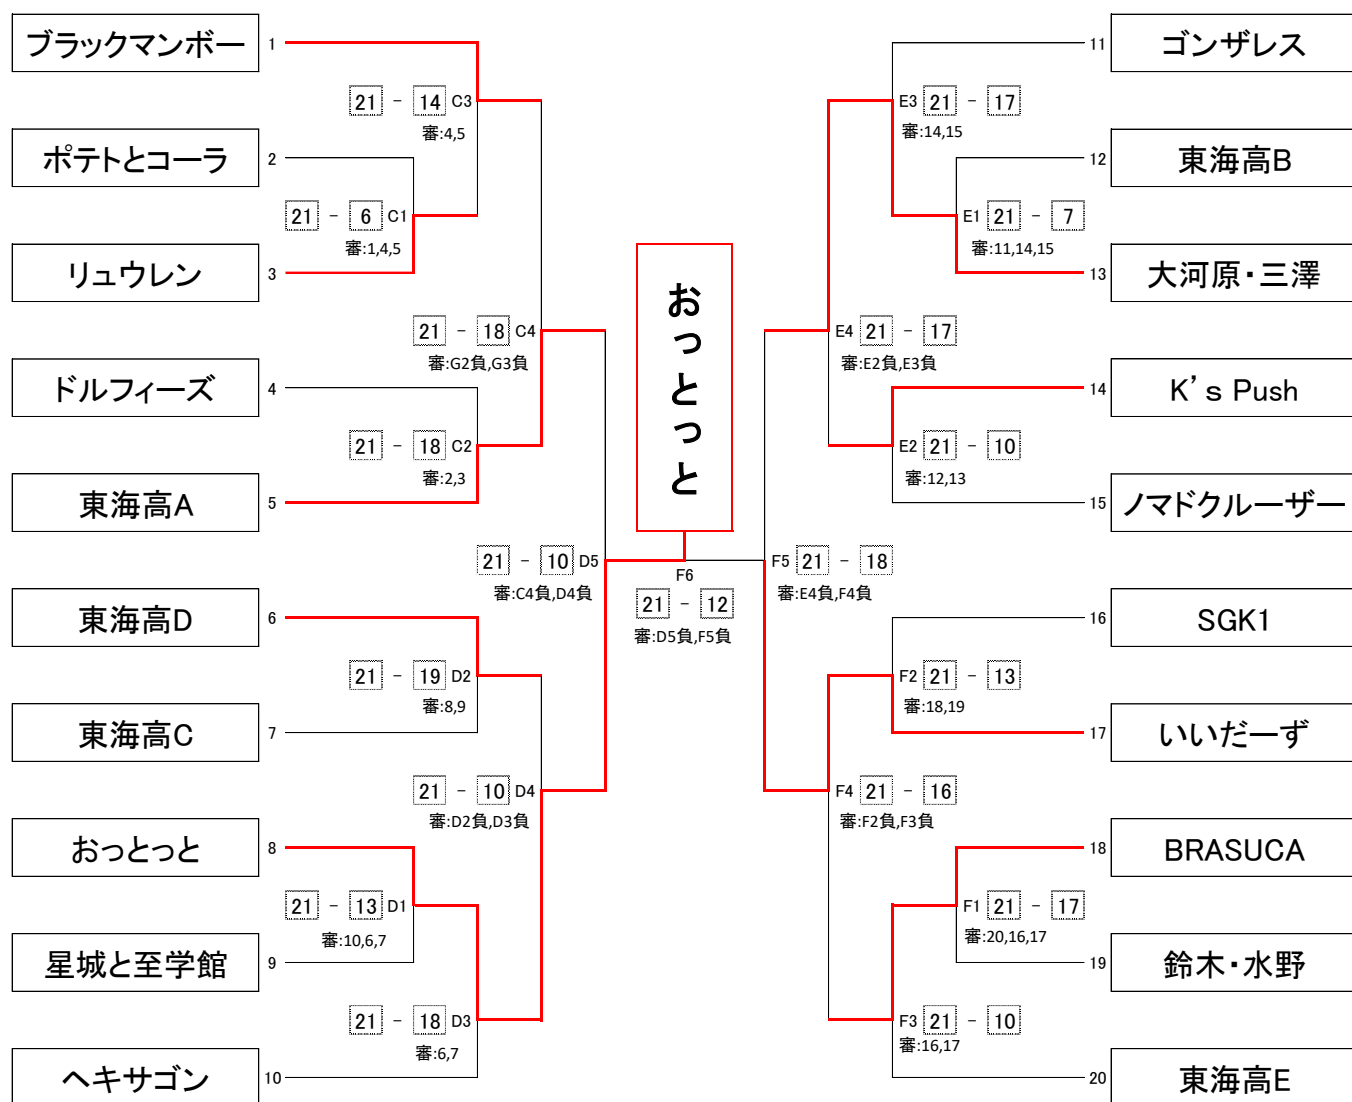 ブラックマンボー 1
21 - 14 C3
審:4,5
ポテトとコーラ 2
21 - 6 C1
審:1,4,5
リュウレン 3
21 - 18 C4
審:G2負,G3負
ドルフィーズ 4
21 - 18 C2
審:2,3
東海高A 5
21 - 10 D5
審:C4負,D4負
東海高D 6
21 - 19 D2
審:8,9
東海高C 7
21 - 10 D4
審:D2負,D3負
おっとっと 8
21 - 13 D1
審:10,6,7
星城と至学館 9
21 - 18 D3
審:6,7
ヘキサゴン 10
おっとっと
F6
21 - 12
審:D5負,F5負
11 ゴンザレス
E3 21 - 17
審:14,15
12 東海高B
E1 21 - 7
審:11,14,15
13 大河原・三澤
E4 21 - 17
審:E2負,E3負
14 K’s Push
E2 21 - 10
審:12,13
15 ノマドクルーザー
F5 21 - 18
審:E4負,F4負
16 SGK1
F2 21 - 13
審:18,19
17 いいだーず
F4 21 - 16
審:F2負,F3負
18 BRASUCA
F1 21 - 17
審:20,16,17
19 鈴木・水野
F3 21 - 10
審:16,17
20 東海高E